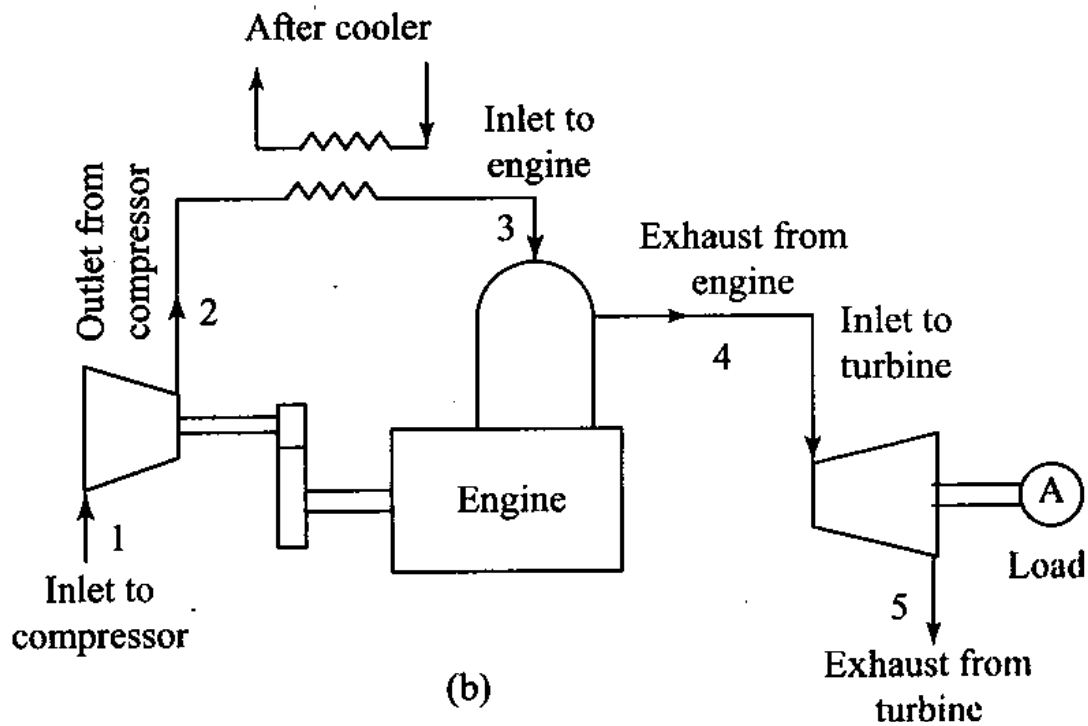 After cooler
Inlet to
engine
Outlet from
compressor
3
Exhaust from
engine
2
4
Inlet to
turbine
Engine
A
1
Load
Inlet to
compressor
5
Exhaust from
turbine
(b)